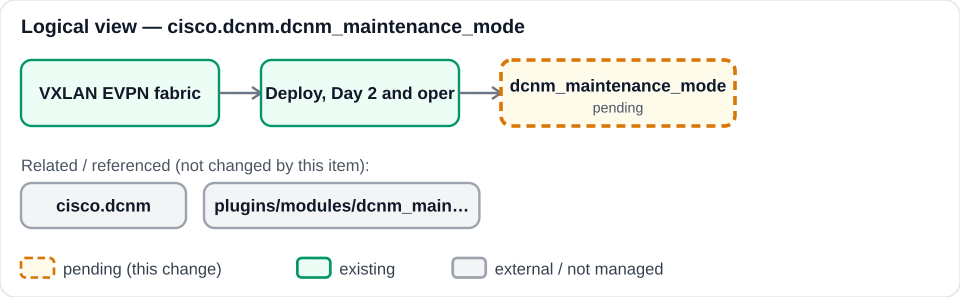 Logical view — cisco.dcnm.dcnm_maintenance_mode
VXLAN EVPN fabric
Deploy, Day 2 and oper
dcnm_maintenance_mode
pending
Related / referenced (not changed by this item):
cisco.dcnm
plugins/modules/dcnm_main…
pending (this change)
existing
external / not managed